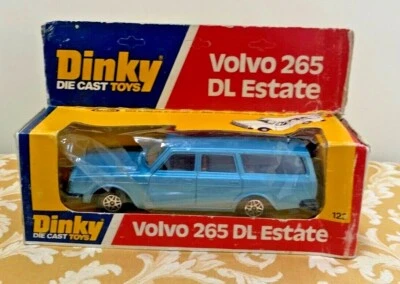 Dinky
DIE CAST TOYS
Volvo 265
DL Estate
Dinky
DIE CAST TOYS
Volvo 265 DL Estate